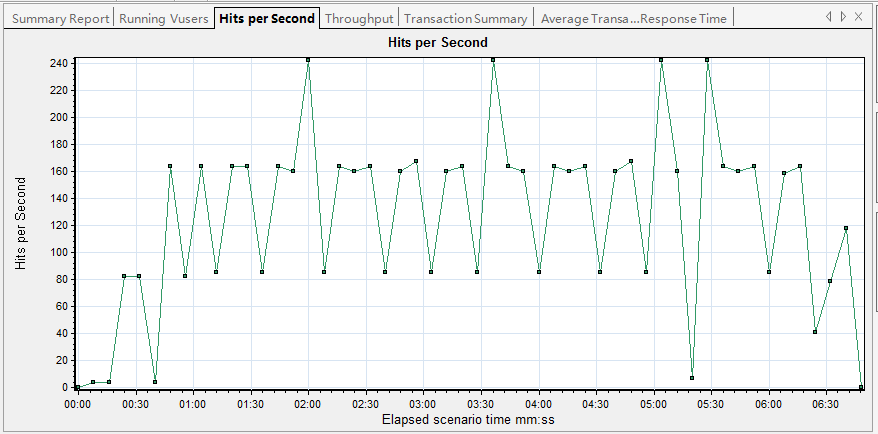 Summary Report Running Vusers Hits per Second Throughput Transaction Summary Average Transa...Response Time
Hits per Second
240
220
200
180
160
140
120
100
80
60
40
20
0
Hits per Second
00:00 00:30 01:00 01:30 02:00 02:30 03:00 03:30 04:00 04:30 05:00 05:30 06:00 06:30
Elapsed scenario time mm:ss